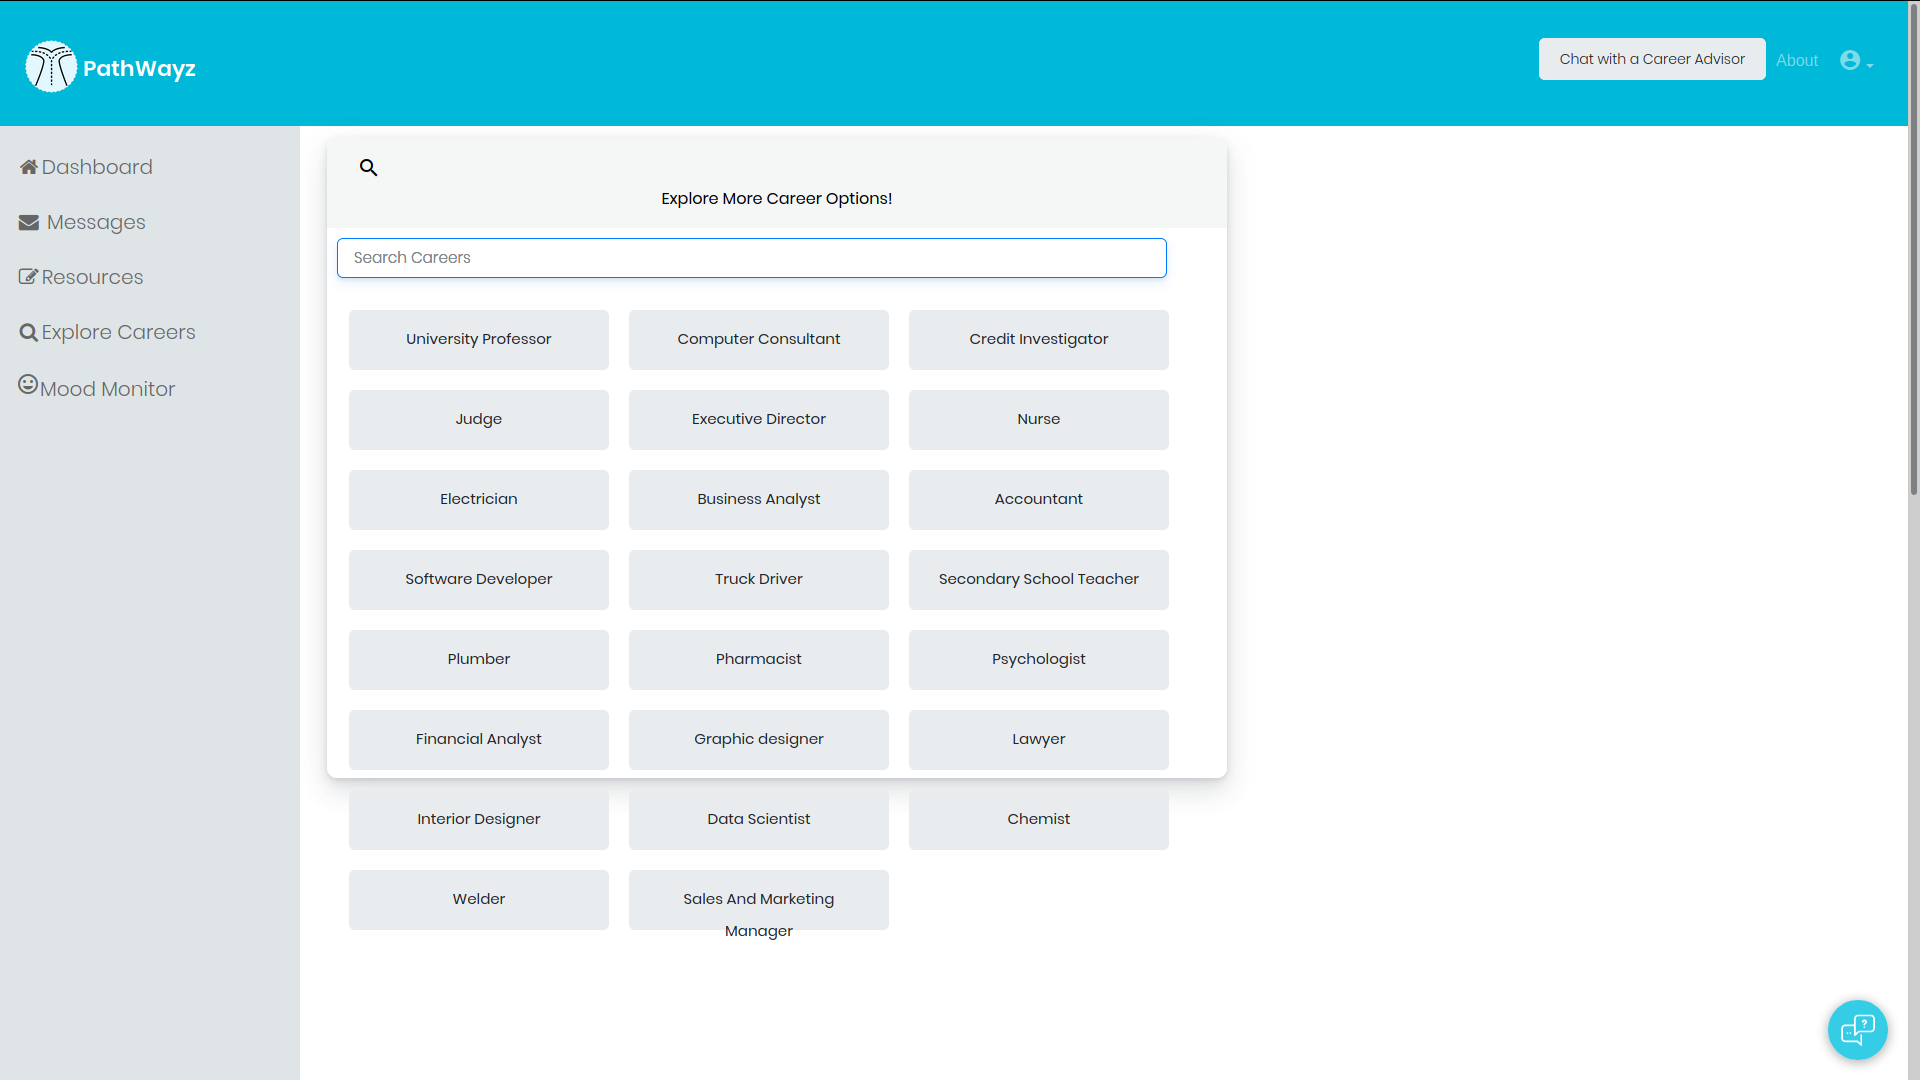 PathWayz
Chat with a Career Advisor
About
Dashboard
Messages
Resources
Explore Careers
Mood Monitor
Explore More Career Options!
Search Careers
University Professor
Computer Consultant
Credit Investigator
Judge
Executive Director
Nurse
Electrician
Business Analyst
Accountant
Software Developer
Truck Driver
Secondary School Teacher
Plumber
Pharmacist
Psychologist
Financial Analyst
Graphic designer
Lawyer
Interior Designer
Data Scientist
Chemist
Welder
Sales And Marketing
Manager